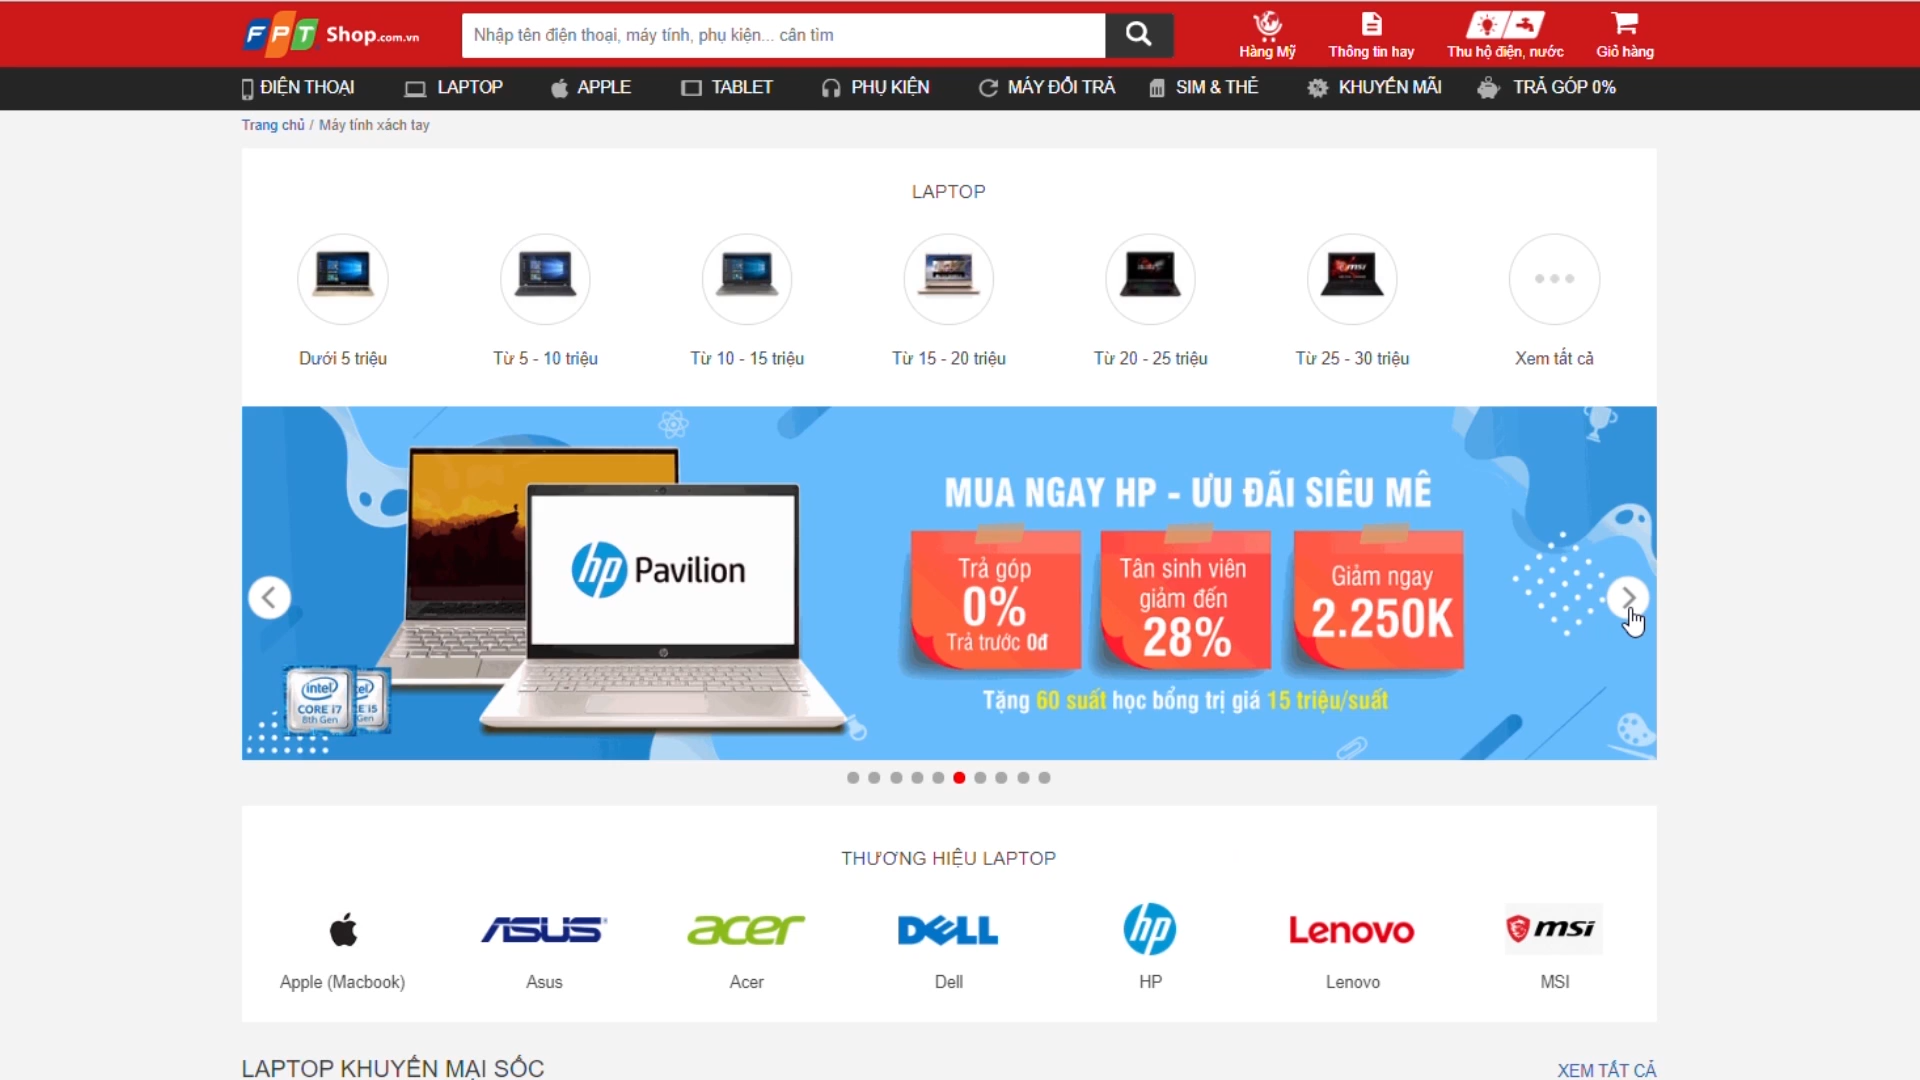 FPT Shop.com.vn
Nhập tên điện thoại, máy tính, phụ kiện... cần tìm
Hàng Mỹ
Thông tin hay
Thu hộ điện, nước
Giỏ hàng
ĐIỆN THOẠI
LAPTOP
APPLE
TABLET
PHỤ KIỆN
MÁY ĐỔI TRẢ
SIM & THẺ
KHUYẾN MÃI
TRẢ GÓP 0%
Trang chủ / Máy tính xách tay
LAPTOP
Dưới 5 triệu
Từ 5 - 10 triệu
Từ 10 - 15 triệu
Từ 15 - 20 triệu
Từ 20 - 25 triệu
Từ 25 - 30 triệu
Xem tất cả
MUA NGAY HP - ƯU ĐÃI SIÊU MÊ
hp Pavilion
Trả góp
0%
Trả trước 0đ
Tân sinh viên
giảm đến
28%
Giảm ngay
2.250K
Tặng 60 suất học bổng trị giá 15 triệu/suất
intel
CORE i7
8th Gen
THƯƠNG HIỆU LAPTOP
ASUS
acer
DELL
hp
Lenovo
msi
Apple (Macbook)
Asus
Acer
Dell
HP
Lenovo
MSI
LAPTOP KHUYẾN MẠI SỐC
XEM TẤT CẢ